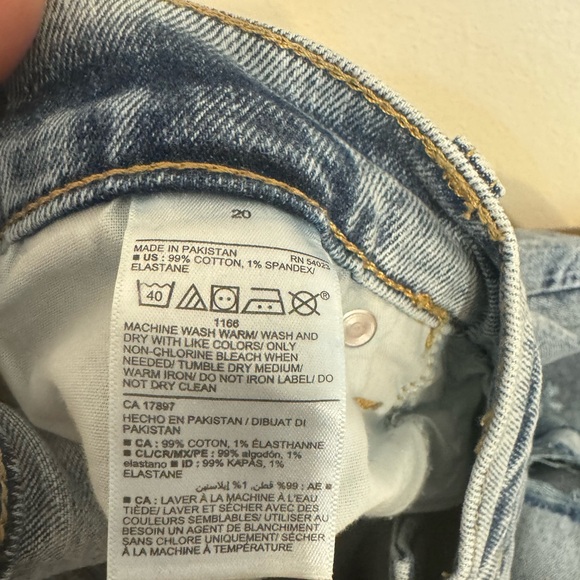 20
MADE IN PAKISTAN RN 54023
■ US : 99% COTTON, 1% SPANDEX/
ELASTANE
40
1166
MACHINE WASH WARM/ WASH AND
DRY WITH LIKE COLORS/ ONLY
NON-CHLORINE BLEACH WHEN
NEEDED/ TUMBLE DRY MEDIUM/
WARM IRON/ DO NOT IRON LABEL/ DO
NOT DRY CLEAN
CA 17897
HECHO EN PAKISTAN / DIBUAT DI
PAKISTAN
■ CA : 99% COTON, 1% ÉLASTHANNE
■ CL/CR/MX/PE : 99% algodón, 1%
elastano ■ ID : 99% KAPAS, 1%
ELASTANE
■ AE : 99% قطن, 1% إيلاستين
■ CA : LAVER À LA MACHINE À L'EAU
TIÈDE/ LAVER ET SÉCHER AVEC DES
COULEURS SEMBLABLES/ UTILISER AU
BESOIN UN AGENT DE BLANCHIMENT
SANS CHLORE UNIQUEMENT/ SÉCHER
À LA MACHINE À TEMPÉRATURE